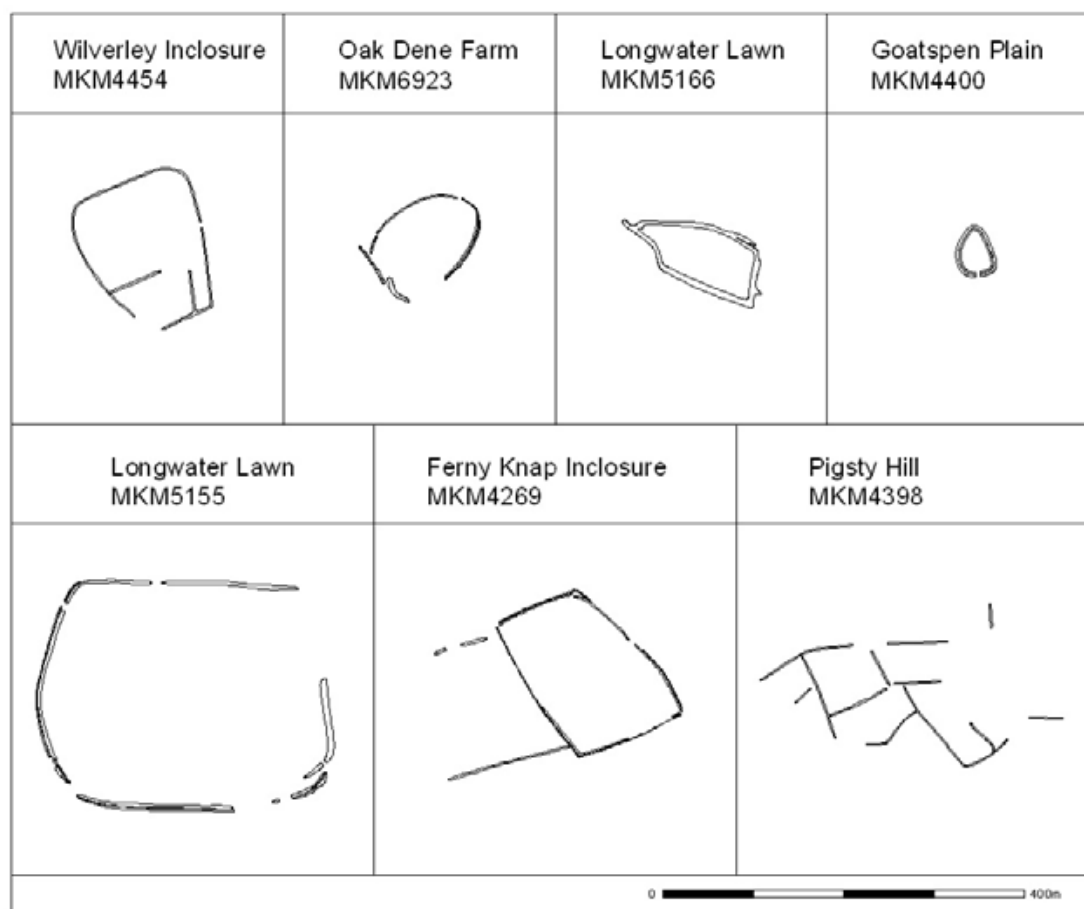 Wilverley Inclosure
MKM4454
Oak Dene Farm
MKM6923
Longwater Lawn
MKM5166
Goatspen Plain
MKM4400
Longwater Lawn
MKM5155
Ferny Knap Inclosure
MKM4269
Pigsty Hill
MKM4398
0 400m